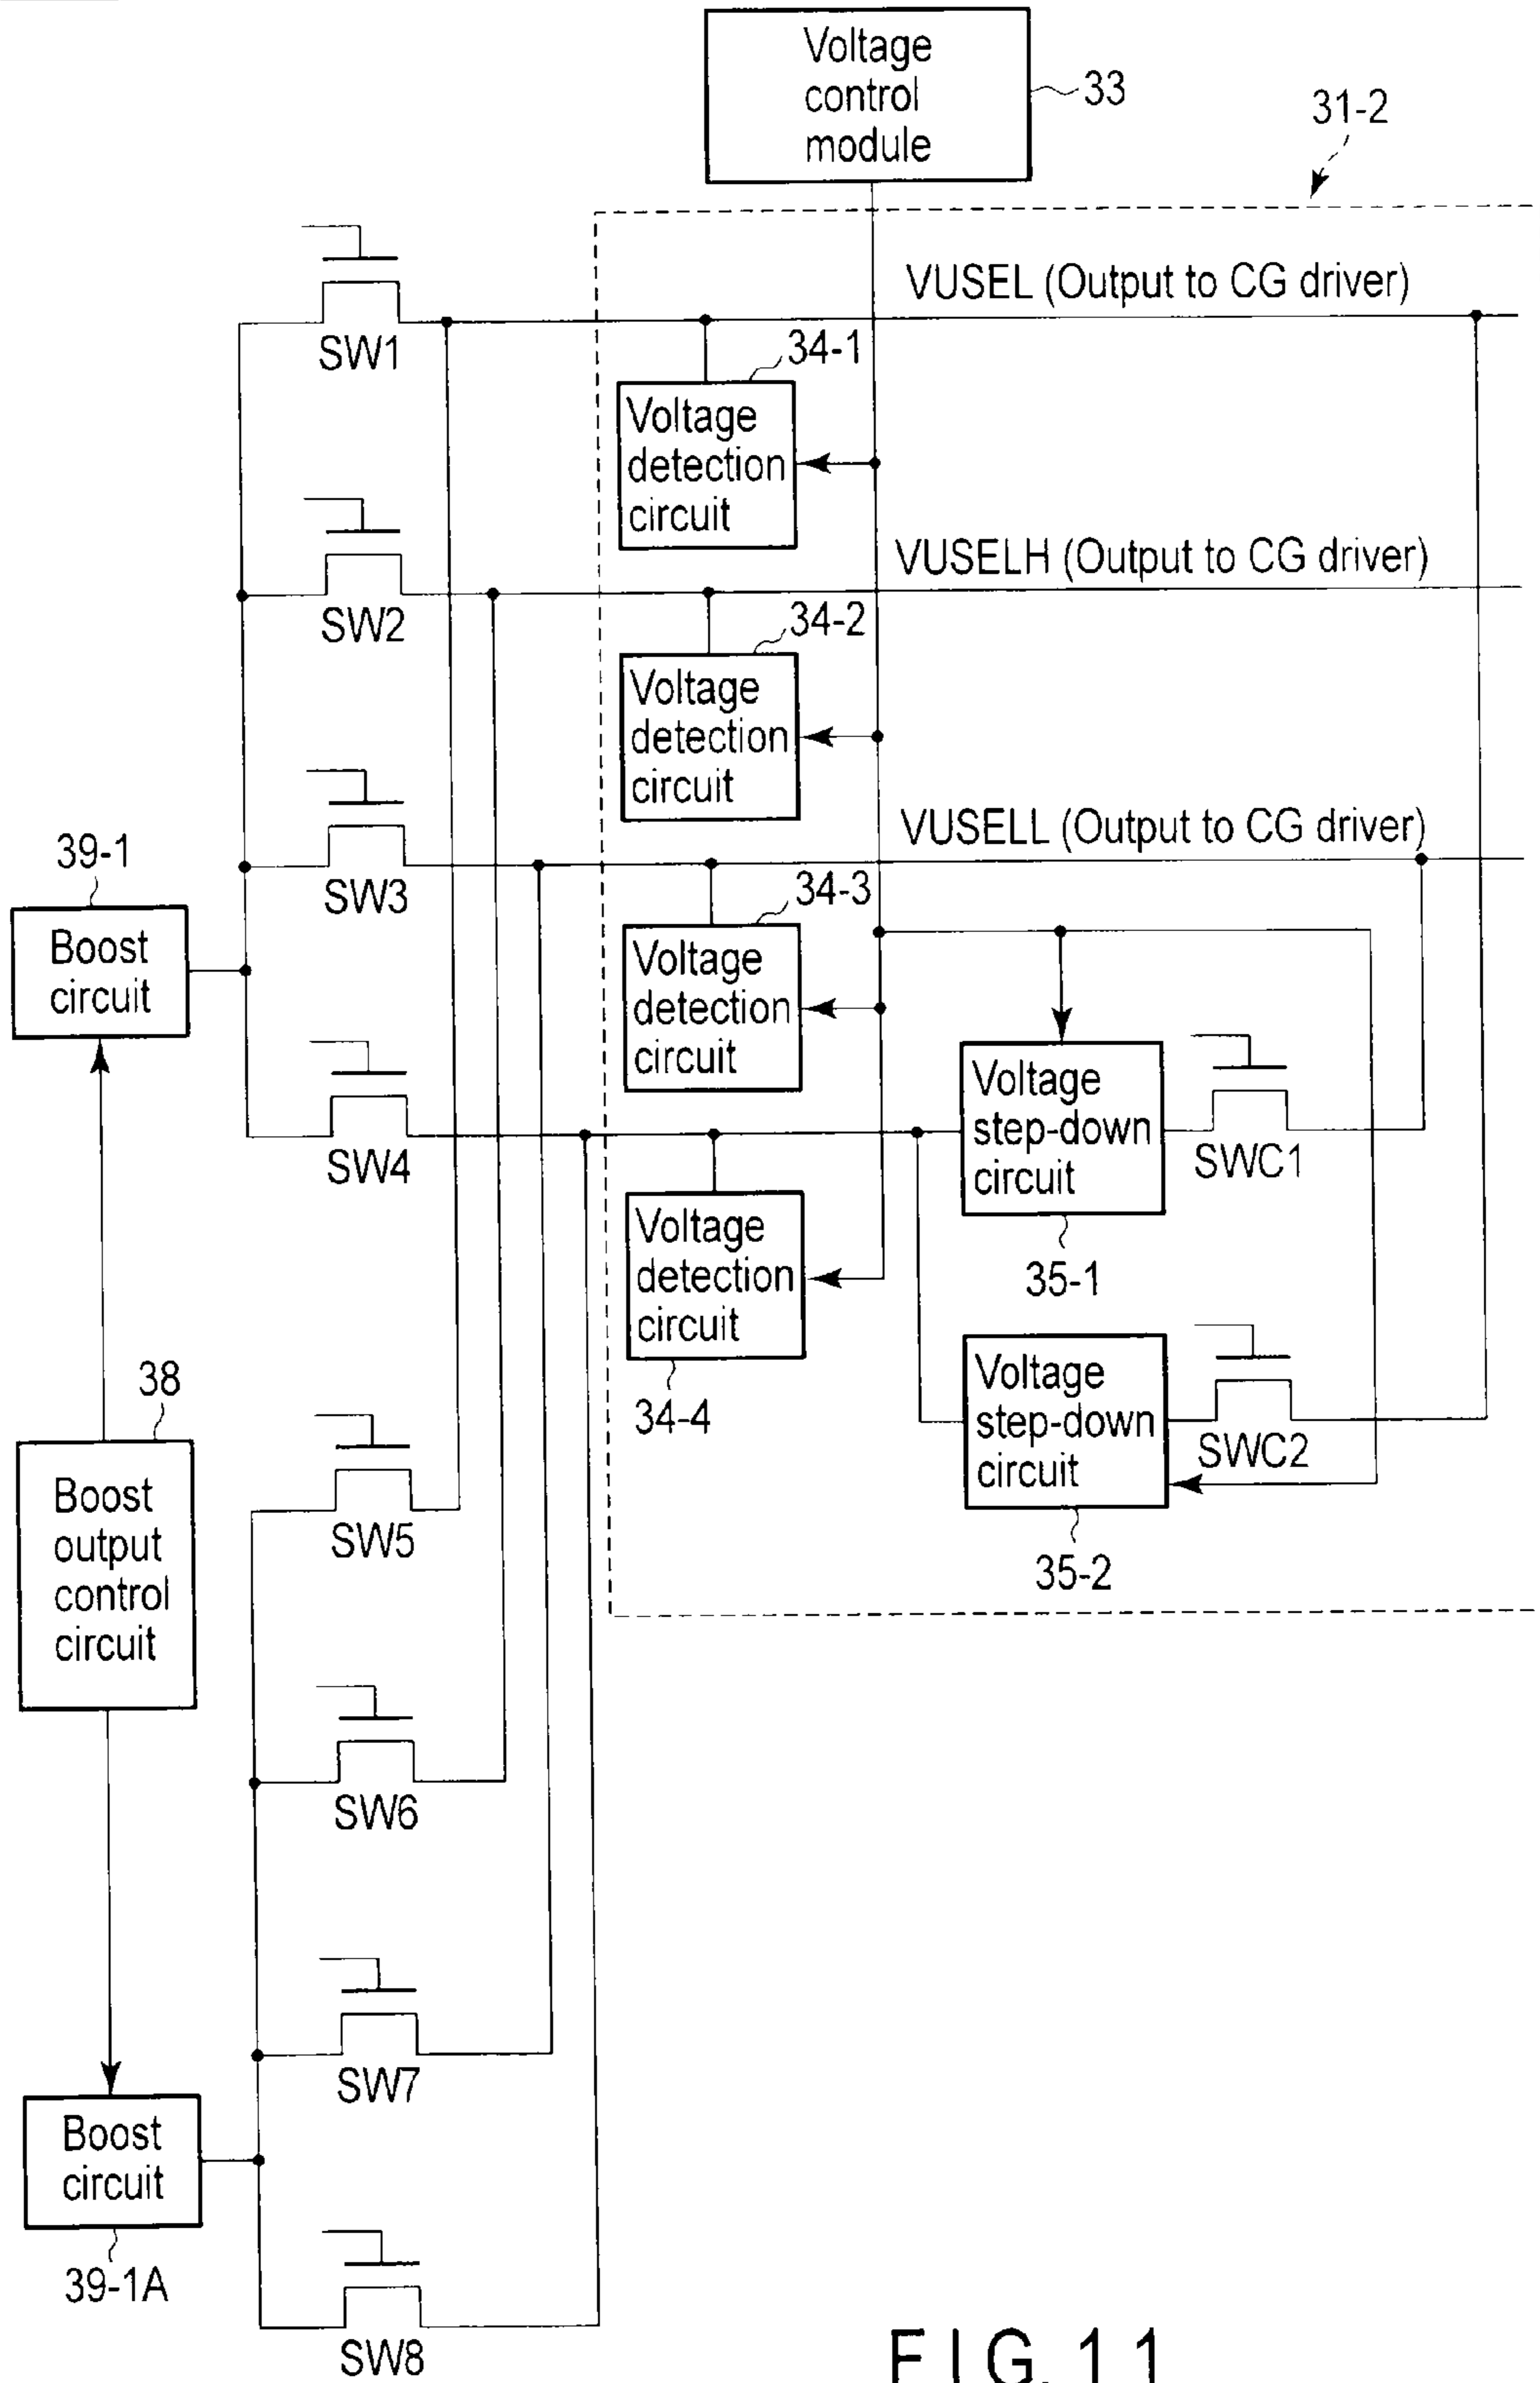 Voltage
control
module
33
31-2
VUSEL (Output to CG driver)
SW1
34-1
Voltage
detection
circuit
VUSELH (Output to CG driver)
SW2
34-2
Voltage
detection
circuit
VUSELL (Output to CG driver)
39-1
SW3
34-3
Boost
circuit
Voltage
detection
circuit
Voltage
step-down
circuit
SWC1
SW4
35-1
Voltage
detection
circuit
34-4
38
Voltage
step-down
circuit
SWC2
35-2
Boost
output
control
circuit
SW5
SW6
SW7
Boost
circuit
39-1A
SW8
FIG. 11